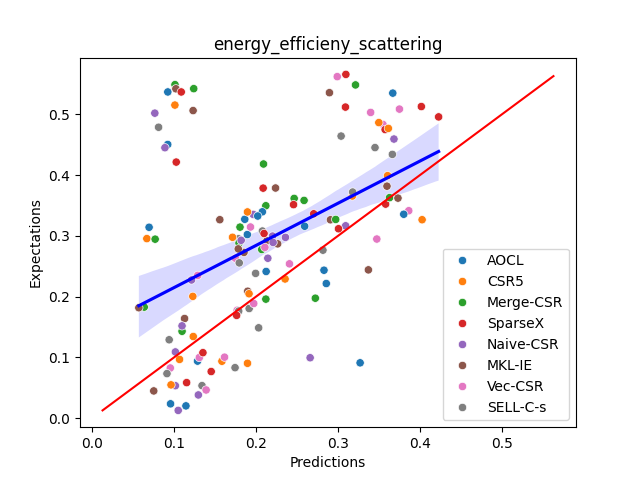 energy_efficieny_scattering
Expectations
0.5
0.4
0.3
0.2
0.1
0.0
AOCL
CSR5
Merge-CSR
SparseX
Naive-CSR
MKL-IE
Vec-CSR
SELL-C-s
0.0 0.1 0.2 0.3 0.4 0.5
Predictions